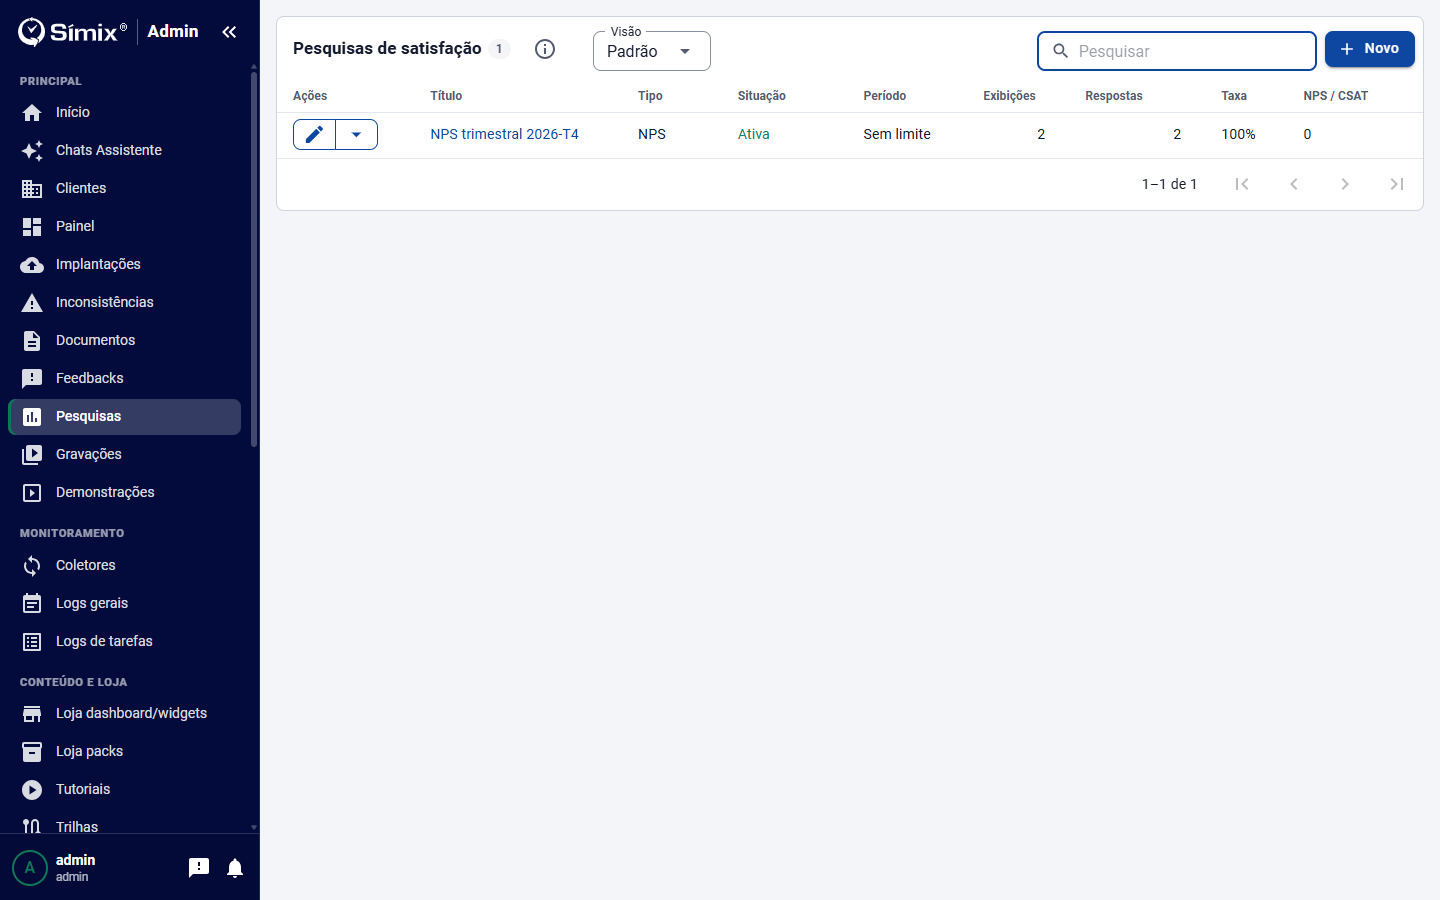 Símix® Admin
PRINCIPAL
Início
Chats Assistente
Clientes
Painel
Implantações
Inconsistências
Documentos
Feedbacks
Pesquisas
Gravações
Demonstrações
MONITORAMENTO
Coletores
Logs gerais
Logs de tarefas
CONTEÚDO E LOJA
Loja dashboard/widgets
Loja packs
Tutoriais
Trilhas
A
admin
admin
Pesquisas de satisfação 1
Visão
Padrão
Pesquisar
Novo
Ações Título Tipo Situação Período Exibições Respostas Taxa NPS / CSAT
NPS trimestral 2026-T4 NPS Ativa Sem limite 2 2 100% 0
1–1 de 1